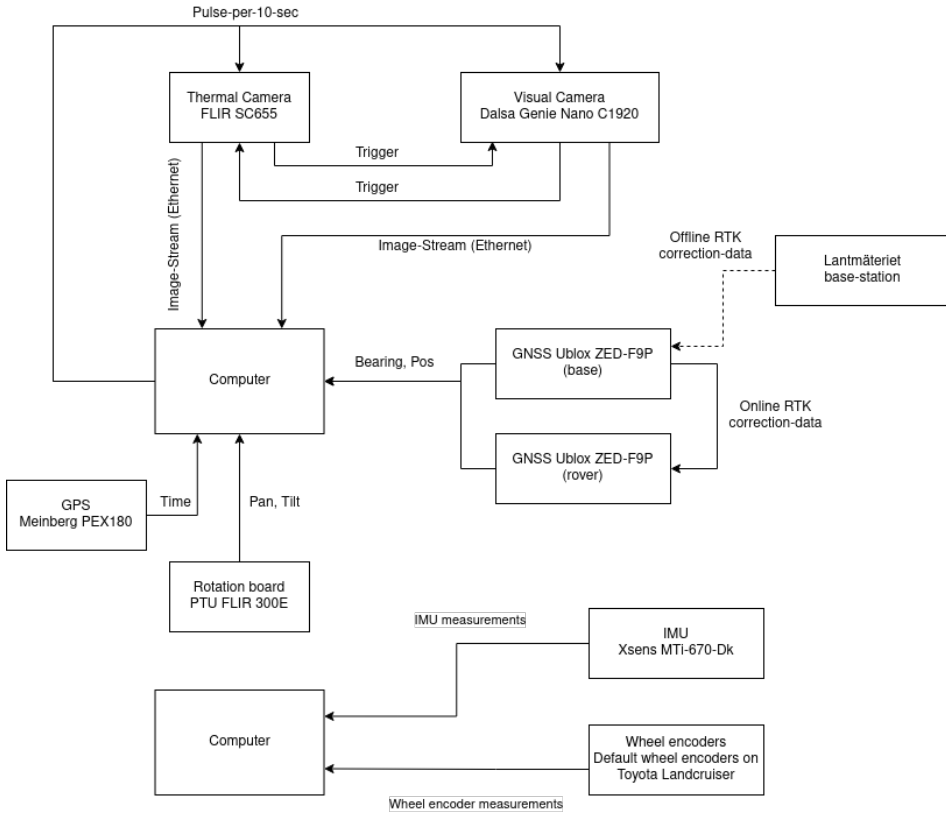 Pulse-per-10-sec
Thermal Camera
FLIR SC655
Visual Camera
Dalsa Genie Nano C1920
Trigger
Trigger
Image-Stream (Ethernet)
Image-Stream (Ethernet)
Offline RTK
correction-data
Lantmäteriet
base-station
Computer
Bearing, Pos
GNSS Ublox ZED-F9P
(base)
Online RTK
correction-data
GNSS Ublox ZED-F9P
(rover)
GPS
Meinberg PEX180
Time
Pan, Tilt
Rotation board
PTU FLIR 300E
IMU measurements
IMU
Xsens MTi-670-Dk
Computer
Wheel encoders
Default wheel encoders on
Toyota Landcruiser
Wheel encoder measurements